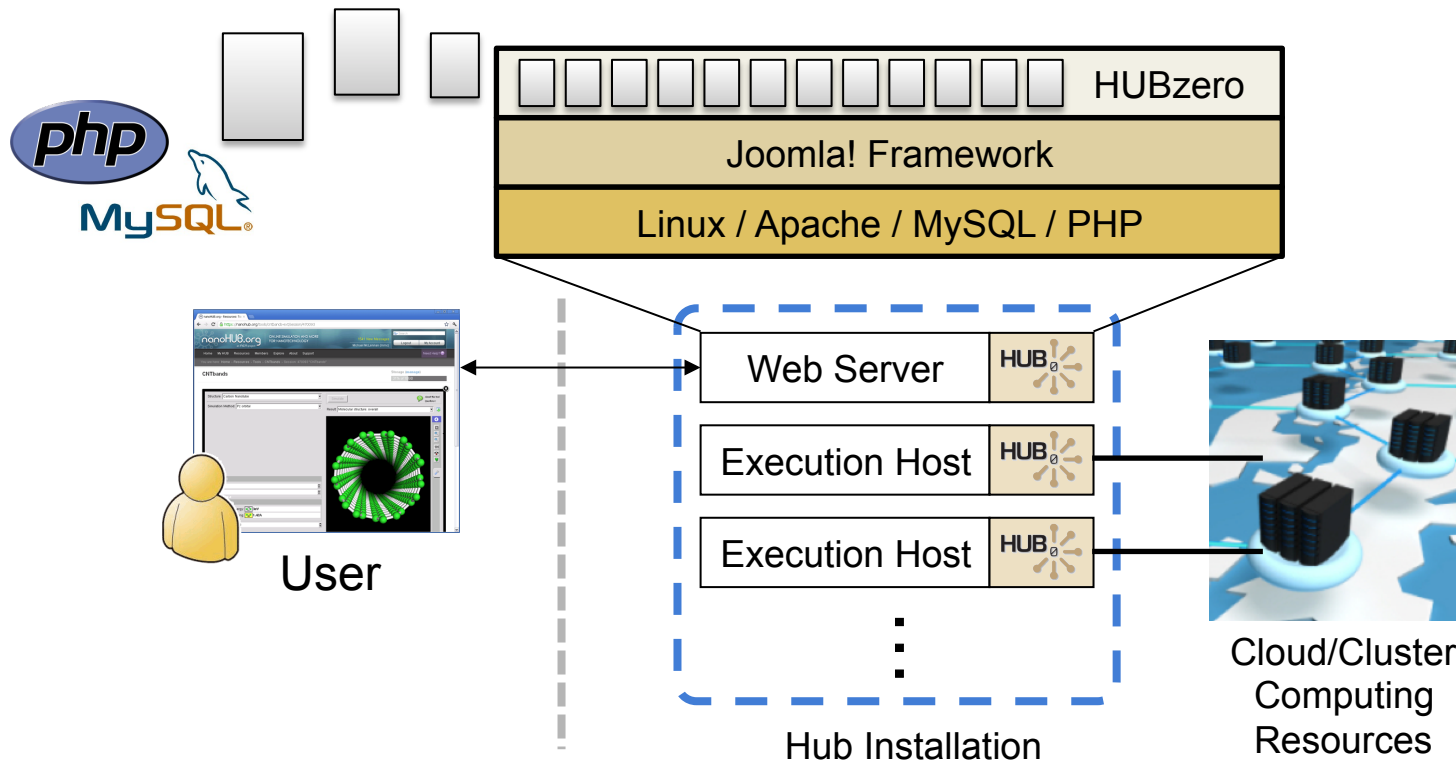 HUBzero
Joomla! Framework
Linux / Apache / MySQL / PHP
php
MySQL®
nanoHUB.org
CNTbands
User
Web Server
HUB0
Execution Host
HUB0
Execution Host
HUB0
Hub Installation
Cloud/Cluster
Computing
Resources